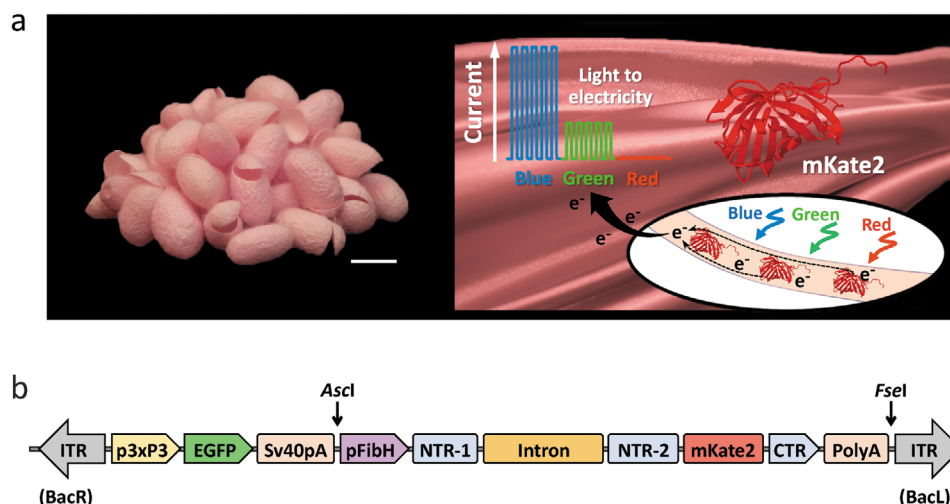 a
Current
Light to
electricity
Blue
Green
Red
mKate2
e-
e-
e-
Blue
Green
Red
e-
e-
e-
b
AscI
FseI
ITR
p3xP3
EGFP
Sv40pA
pFibH
NTR-1
Intron
NTR-2
mKate2
CTR
PolyA
ITR
(BacR)
(BacL)